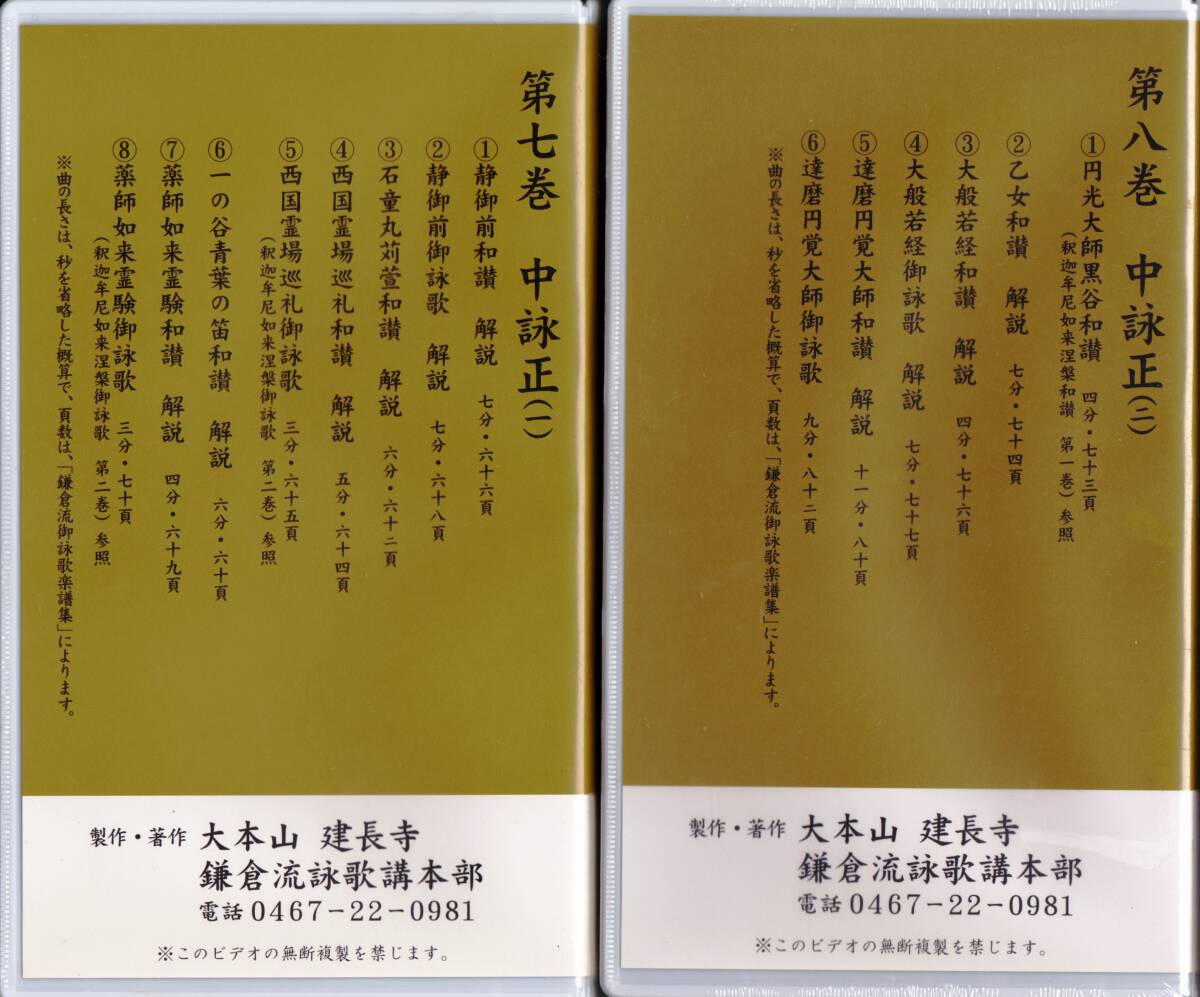 第七巻　中詠正（一）
①静御前和讃　解説　七分・六十六頁
②静御前御詠歌　解説　七分・六十八頁
③石童丸苅萱和讃　解説　六分・六十二頁
④西国霊場巡礼和讃　解説　五分・六十四頁
⑤西国霊場巡礼御詠歌　三分・六十五頁
（釈迦牟尼如来涅槃御詠歌　第二巻）参照
⑥一の谷青葉の笛和讃　解説　六分・六十頁
⑦薬師如来霊験和讃　解説　四分・六十九頁
⑧薬師如来霊験御詠歌　三分・七十頁
（釈迦牟尼如来涅槃御詠歌　第二巻）参照
※曲の長さは、秒を省略した概算で、頁数は、「鎌倉流御詠歌楽譜集」によります。
製作・著作 大本山 建長寺
鎌倉流詠歌講本部
電話 0467-22-0981
※このビデオの無断複製を禁じます。
第八巻　中詠正（二）
①円光大師黒谷和讃　四分・七十三頁
（釈迦牟尼如来涅槃和讃　第一巻）参照
②乙女和讃　解説　七分・七十四頁
③大般若経和讃　解説　四分・七十六頁
④大般若経御詠歌　解説　七分・七十七頁
⑤達磨円覚大師和讃　解説　十一分・八十頁
⑥達磨円覚大師御詠歌　九分・八十二頁
※曲の長さは、秒を省略した概算で、頁数は、「鎌倉流御詠歌楽譜集」によります。
製作・著作 大本山 建長寺
鎌倉流詠歌講本部
電話 0467-22-0981
※このビデオの無断複製を禁じます。